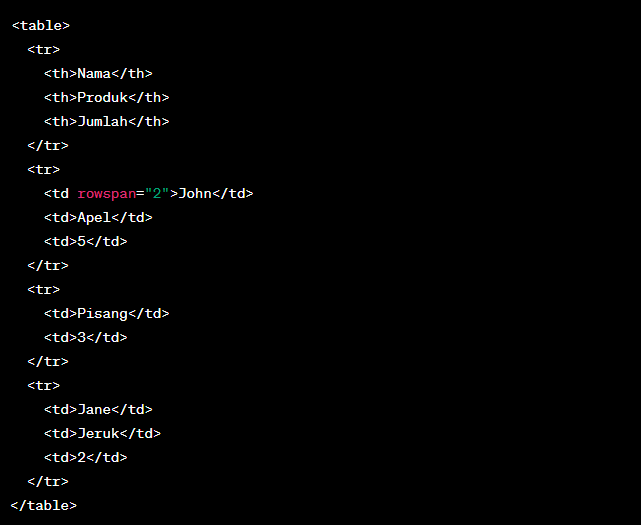 <table>
<tr>
<th>Nama</th>
<th>Produk</th>
<th>Jumlah</th>
</tr>
<tr>
<td rowspan="2">John</td>
<td>Apel</td>
<td>5</td>
</tr>
<tr>
<td>Pisang</td>
<td>3</td>
</tr>
<tr>
<td>Jane</td>
<td>Jeruk</td>
<td>2</td>
</tr>
</table>